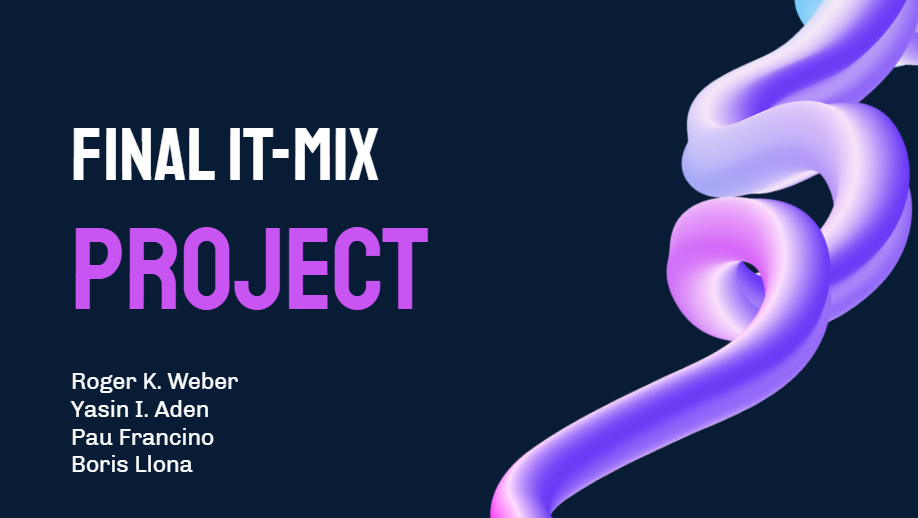 FINAL IT-MIX
PROJECT
Roger K. Weber
Yasin I. Aden
Pau Francino
Boris Llona